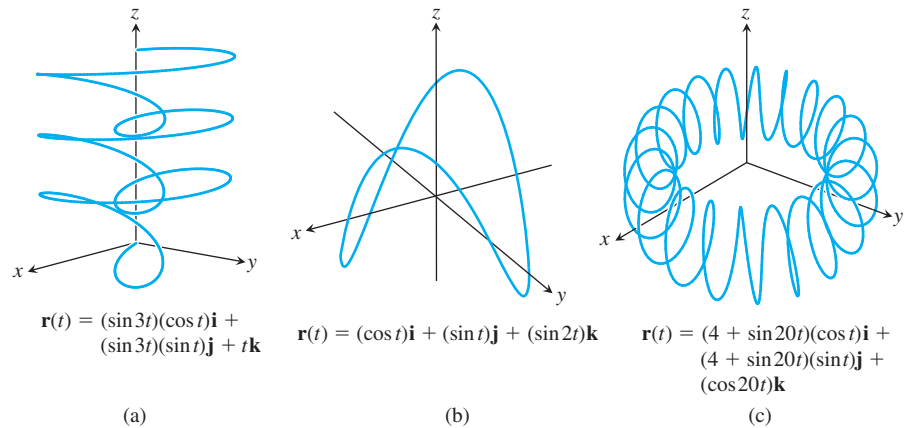 z
x
y
r(t) = (sin 3t)(cos t)i +
(sin 3t)(sin t)j + tk
(a)
z
x
y
r(t) = (cos t)i + (sin t)j + (sin 2t)k
(b)
z
x
y
r(t) = (4 + sin 20t)(cos t)i +
(4 + sin 20t)(sin t)j +
(cos 20t)k
(c)